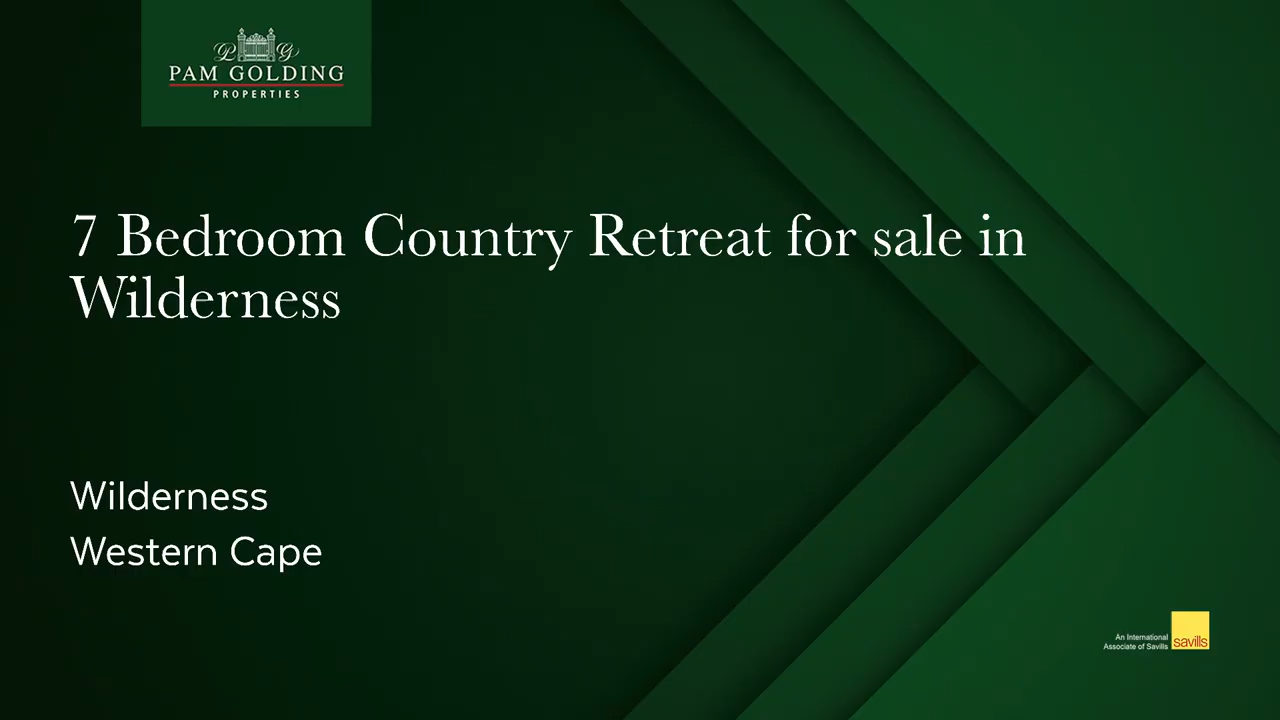 P G
PAM GOLDING
PROPERTIES
7 Bedroom Country Retreat for sale in
Wilderness
Wilderness
Western Cape
An International
Associate of Savills
savills